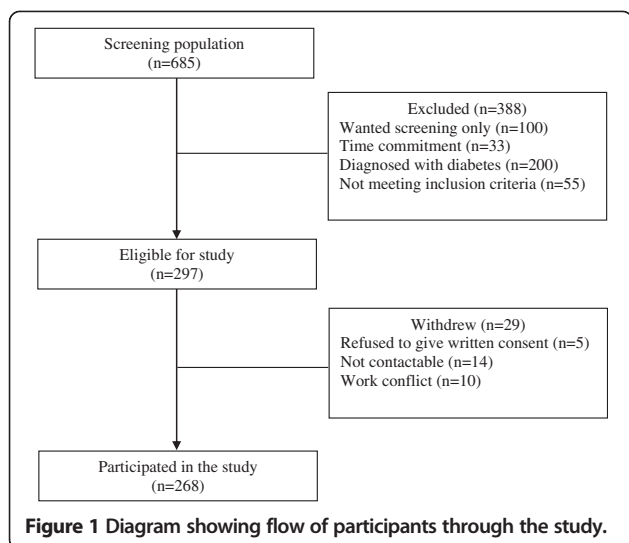 Screening population
(n=685)
Excluded (n=388)
Wanted screening only (n=100)
Time commitment (n=33)
Diagnosed with diabetes (n=200)
Not meeting inclusion criteria (n=55)
Eligible for study
(n=297)
Withdrew (n=29)
Refused to give written consent (n=5)
Not contactable (n=14)
Work conflict (n=10)
Participated in the study
(n=268)
Figure 1 Diagram showing flow of participants through the study.